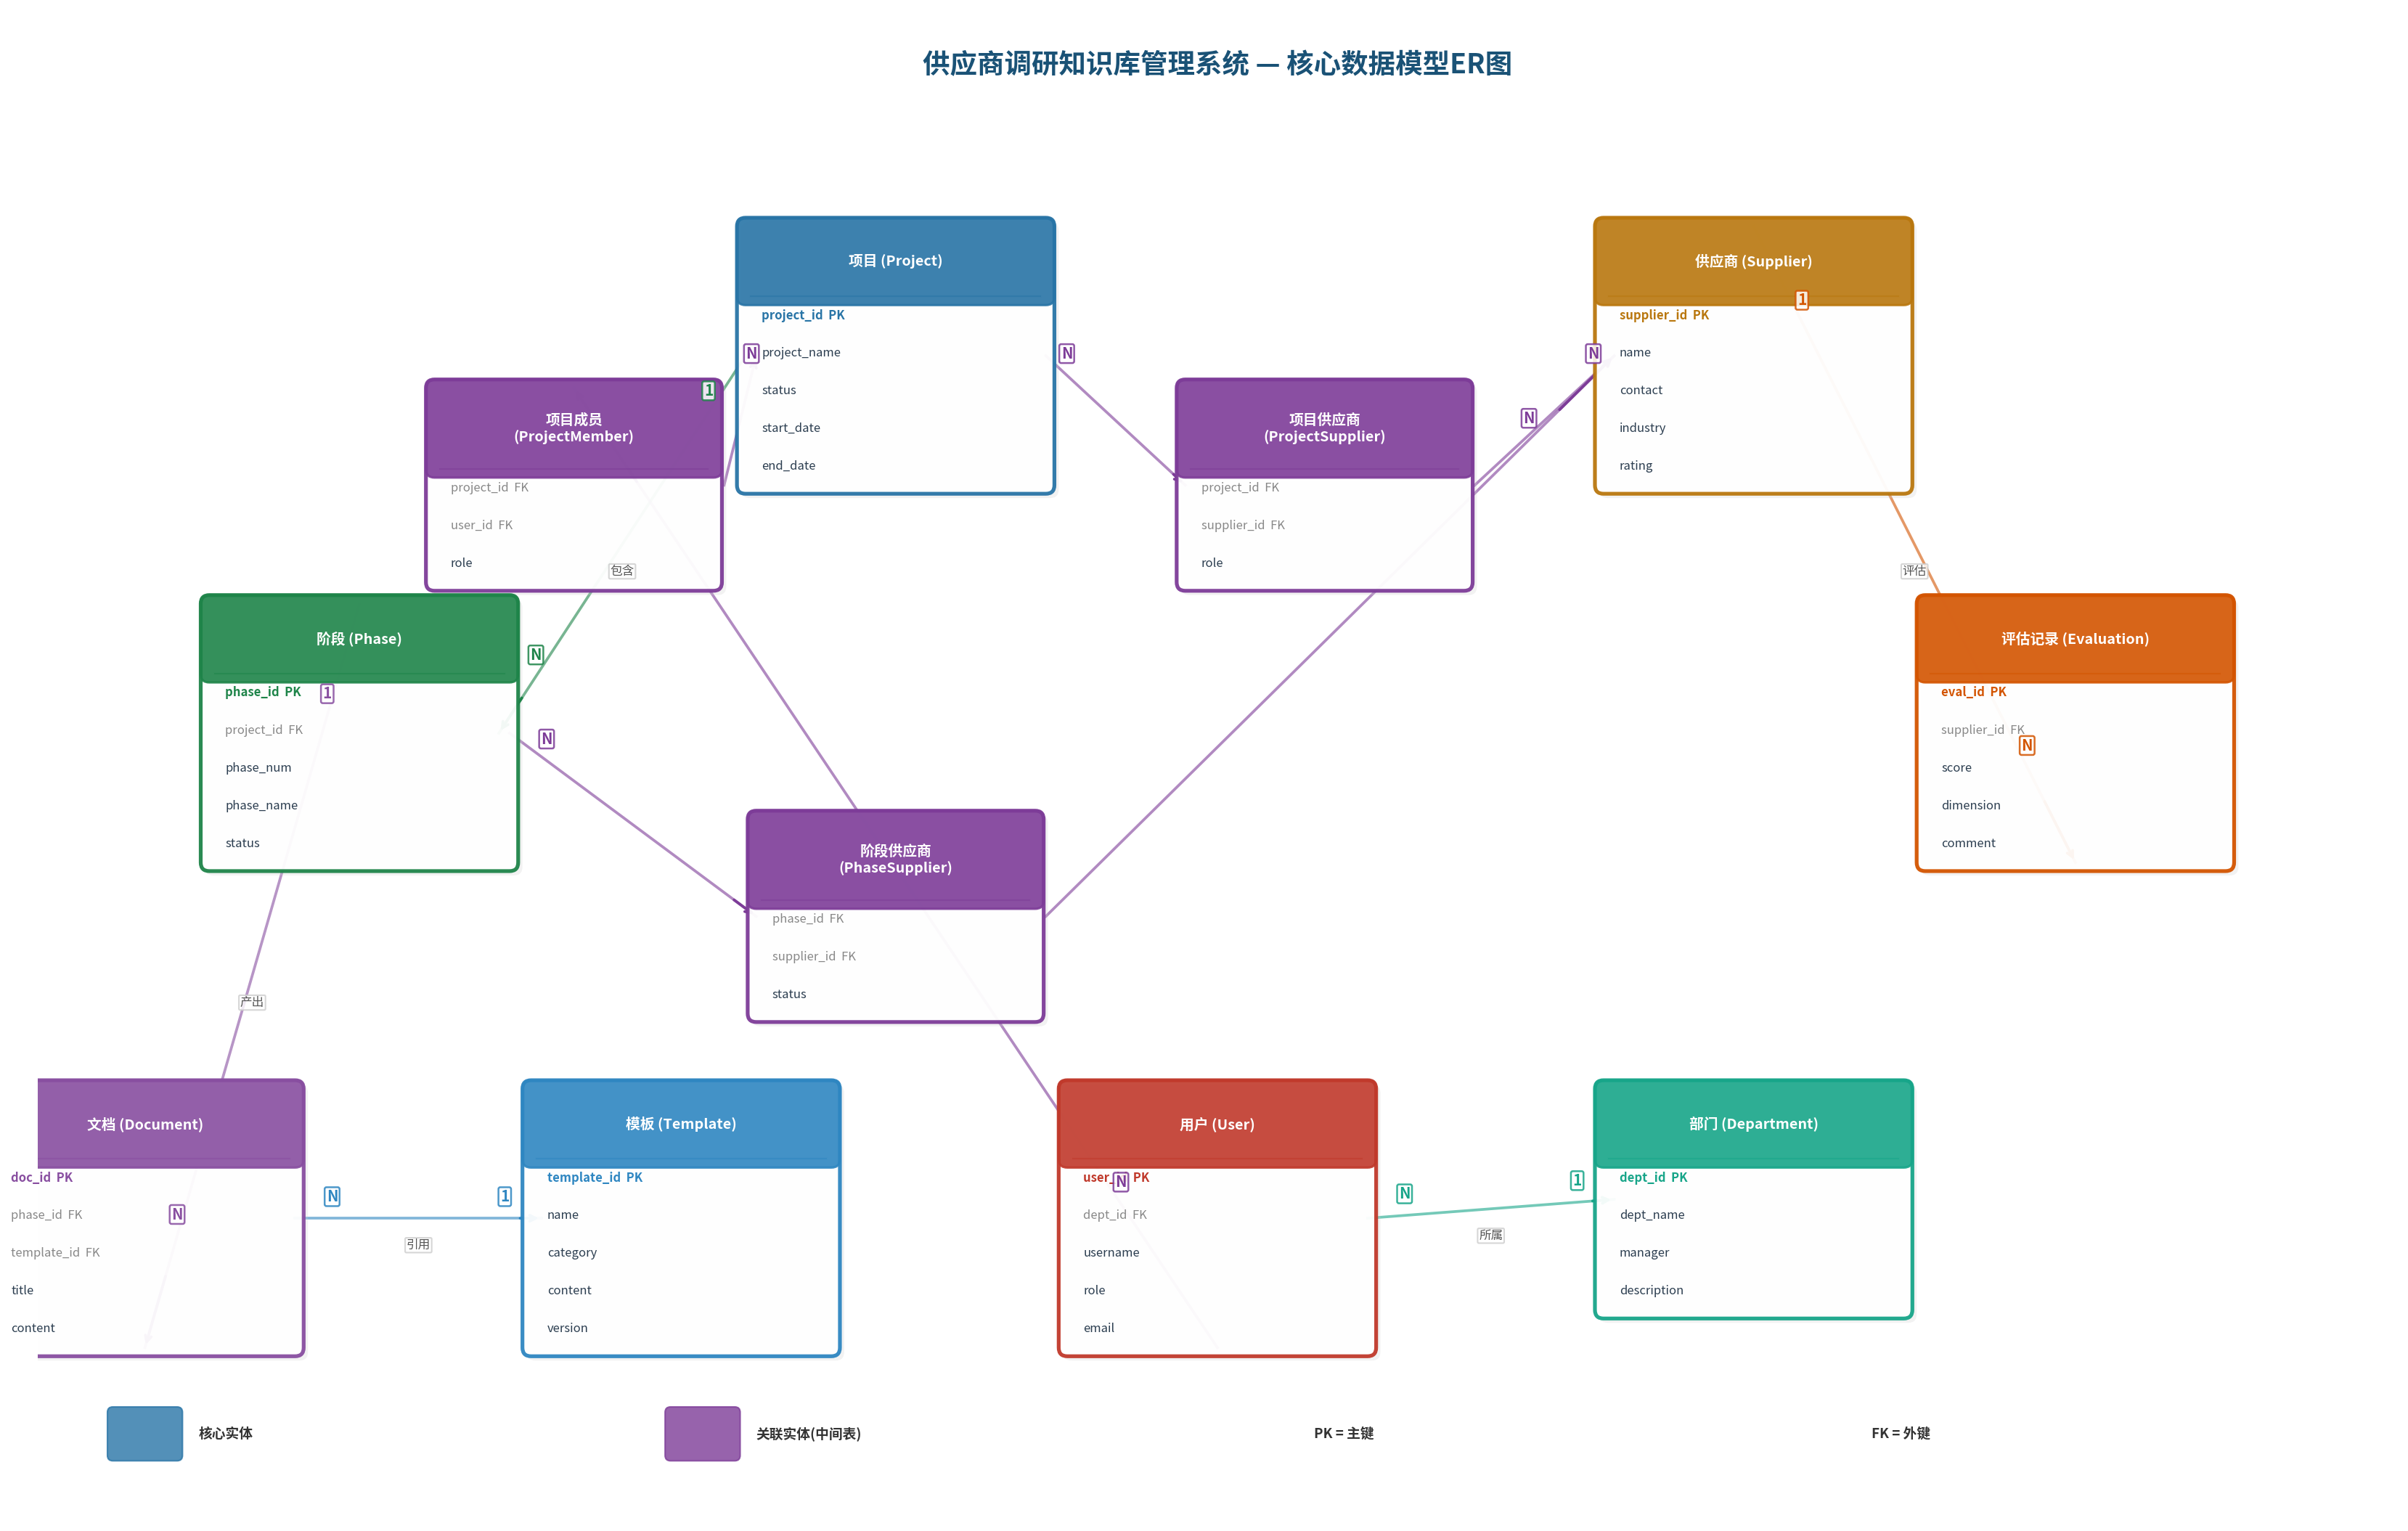 供应商调研知识库管理系统 — 核心数据模型ER图
项目 (Project)
project_id PK
project_name
status
start_date
end_date
供应商 (Supplier)
supplier_id PK
name
contact
industry
rating
项目成员
(ProjectMember)
project_id FK
user_id FK
role
项目供应商
(ProjectSupplier)
project_id FK
supplier_id FK
role
N
N
N
1
N
1
包含
评估
阶段 (Phase)
phase_id PK
project_id FK
phase_num
phase_name
status
1
N
N
评估记录 (Evaluation)
eval_id PK
supplier_id FK
score
dimension
comment
N
阶段供应商
(PhaseSupplier)
phase_id FK
supplier_id FK
status
产出
文档 (Document)
doc_id PK
phase_id FK
template_id FK
title
content
N
N
1
引用
模板 (Template)
template_id PK
name
category
content
version
用户 (User)
user_ PK
dept_id FK
username
role
email
N
N
1
所属
部门 (Department)
dept_id PK
dept_name
manager
description
核心实体
关联实体(中间表)
PK = 主键
FK = 外键